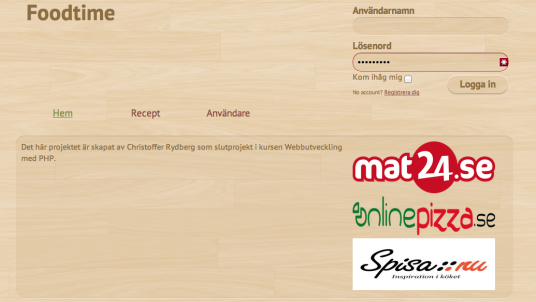 Foodtime
Användarnamn
Lösenord
•••••••••
Kom ihåg mig
Logga in
No account? Registrera dig
Hem Recept Användare
Det här projektet är skapat av Christoffer Rydberg som slutprojekt i kursen Webbutveckling
med PHP.
mat24.se
onlinepizza.se
Spisa::nu
Inspiration i köket